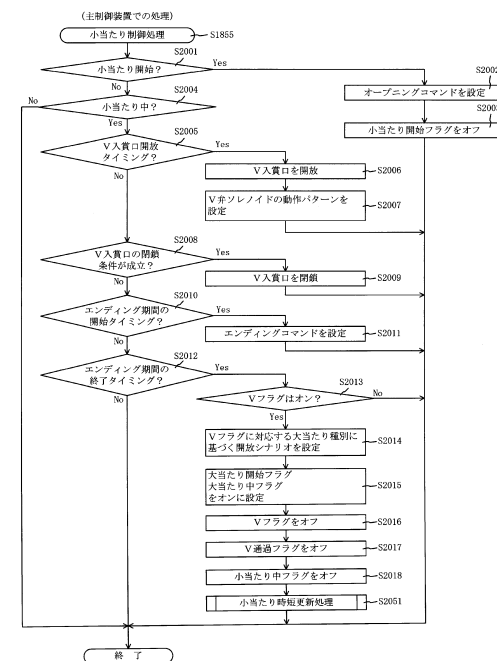 (主制御装置での処理)
小当たり制御処理
S1855
S2001
小当たり開始？
Yes
No
S2002
オープニングコマンドを設定
S2004
No
小当たり中？
Yes
小当たり開始フラグをオフ
S2005
V入賞口開放
タイミング？
Yes
No
V入賞口を開放
S2006
V弁ソレノイドの動作パターンを
設定
S2007
S2008
V入賞口の閉鎖
条件が成立？
Yes
No
V入賞口を閉鎖
S2009
S2010
エンディング期間の
開始タイミング？
Yes
No
エンディングコマンドを設定
S2011
S2012
エンディング期間の
終了タイミング？
Yes
No
S2013
Vフラグはオン？
No
Yes
Vフラグに対応する大当たり種別に
基づく開放シナリオを設定
S2014
大当たり開始フラグ
大当たり中フラグ
をオンに設定
S2015
Vフラグをオフ
S2016
V通過フラグをオフ
S2017
小当たり中フラグをオフ
S2018
小当たり時短更新処理
S2051
終了